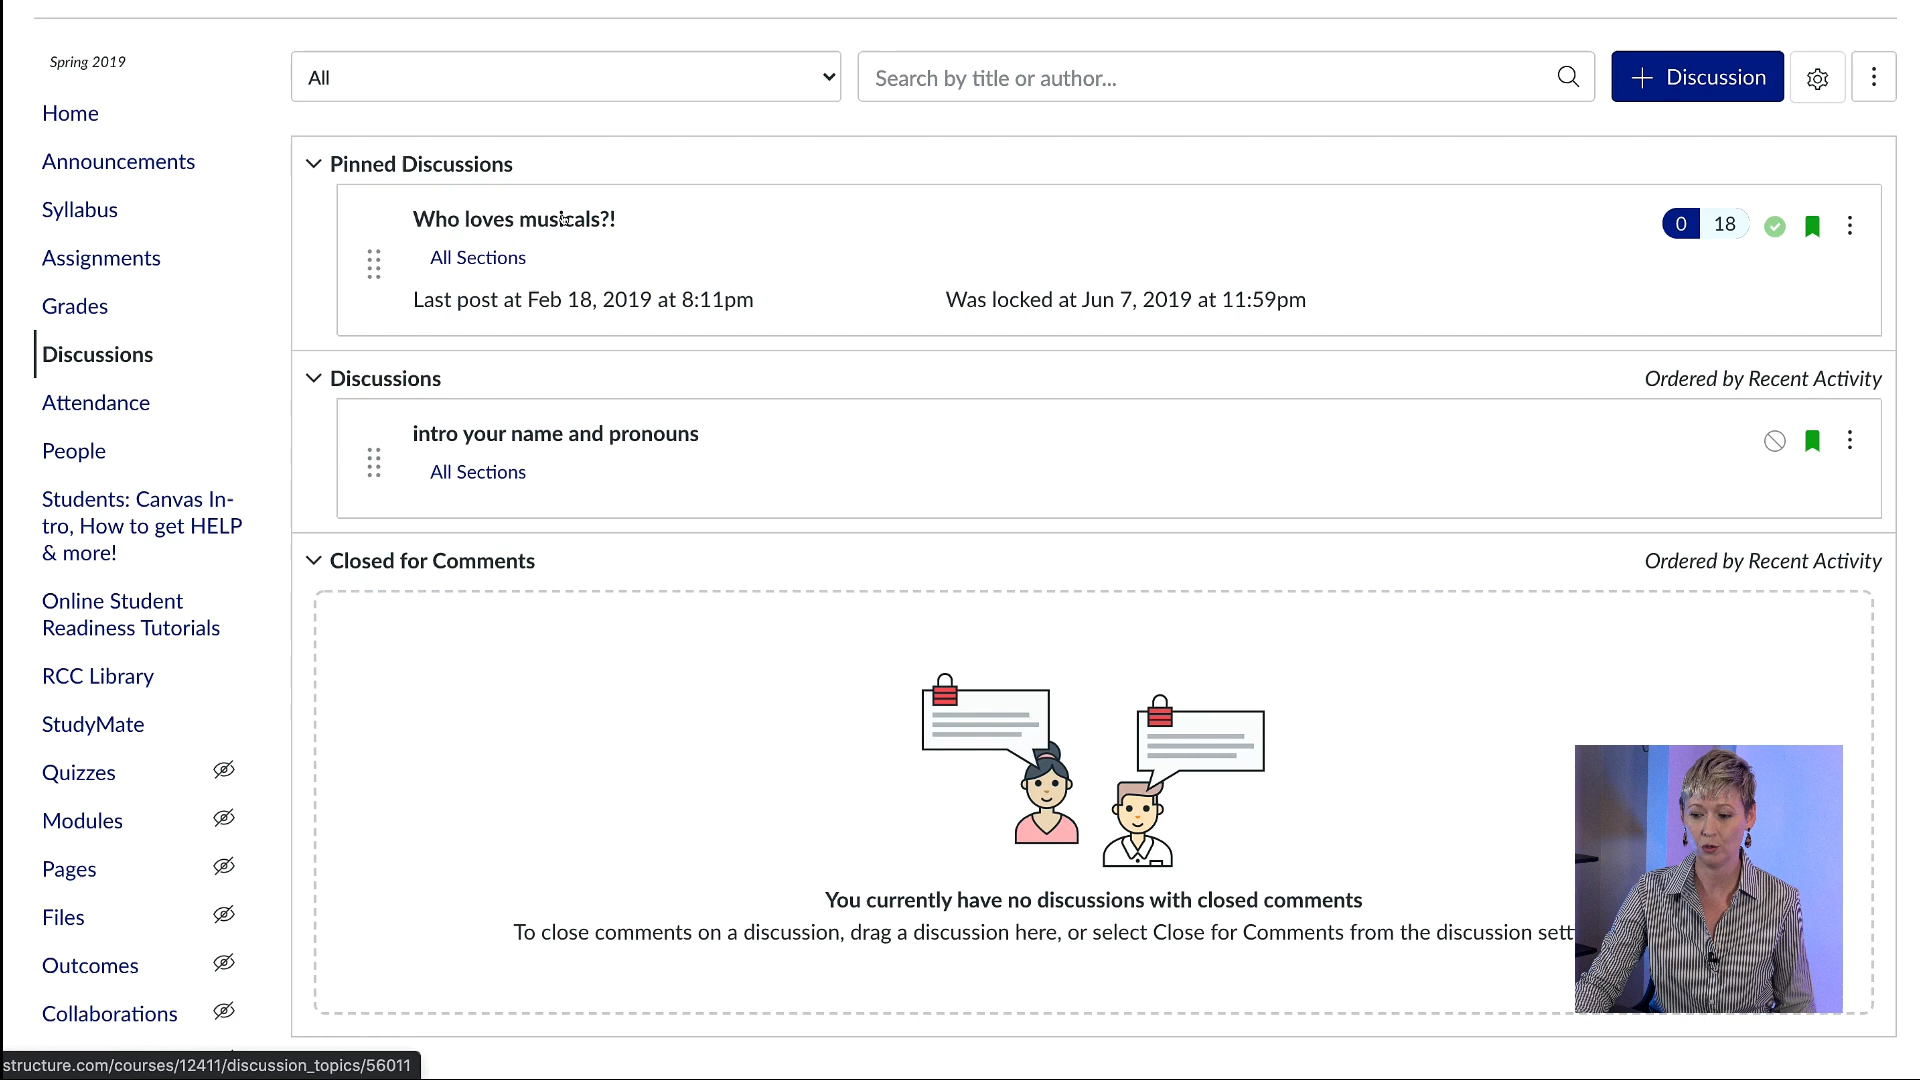 Spring 2019
All
Search by title or author...
Discussion
Home
Announcements
Syllabus
Assignments
Grades
Discussions
Attendance
People
Students: Canvas In-
tro, How to get HELP
& more!
Online Student
Readiness Tutorials
RCC Library
StudyMate
Quizzes
Modules
Pages
Files
Outcomes
Collaborations
Pinned Discussions
Who loves musicals?!
0 18
All Sections
Last post at Feb 18, 2019 at 8:11pm
Was locked at Jun 7, 2019 at 11:59pm
Discussions
Ordered by Recent Activity
intro your name and pronouns
All Sections
Closed for Comments
Ordered by Recent Activity
You currently have no discussions with closed comments
To close comments on a discussion, drag a discussion here, or select Close for Comments from the discussion sett
structure.com/courses/12411/discussion_topics/56011